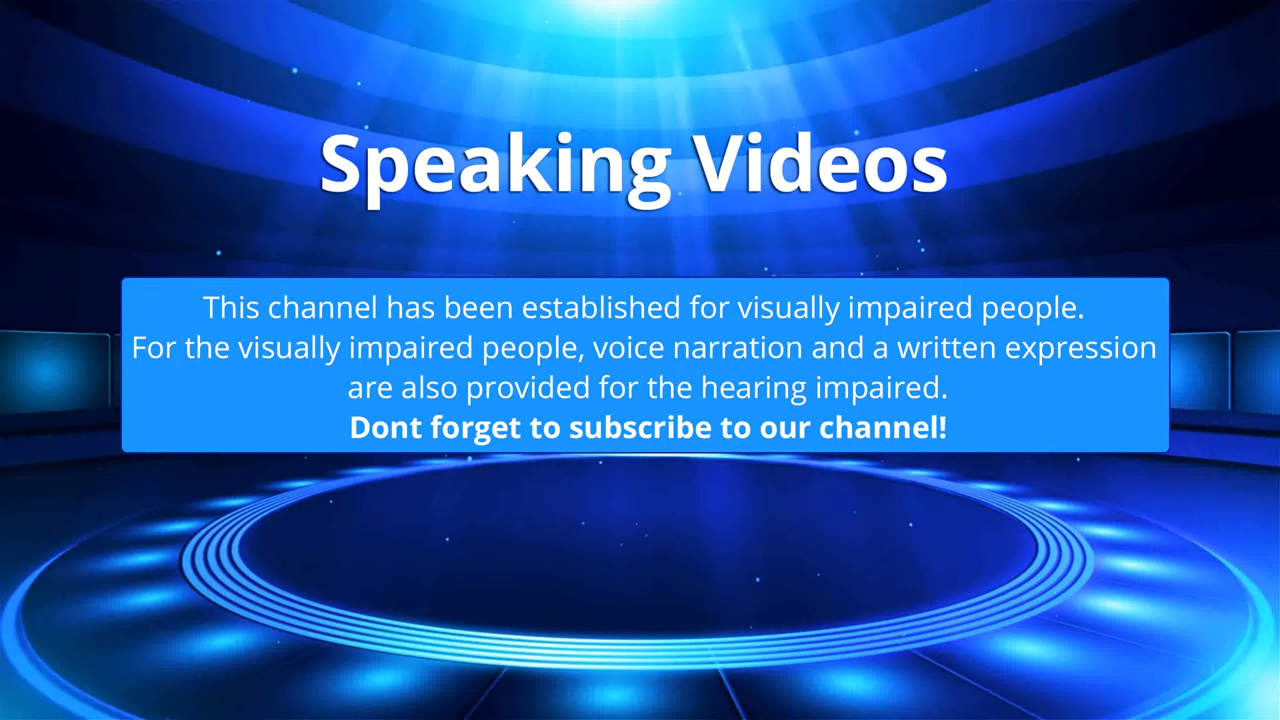 Speaking Videos
This channel has been established for visually impaired people.
For the visually impaired people, voice narration and a written expression
are also provided for the hearing impaired.
Dont forget to subscribe to our channel!